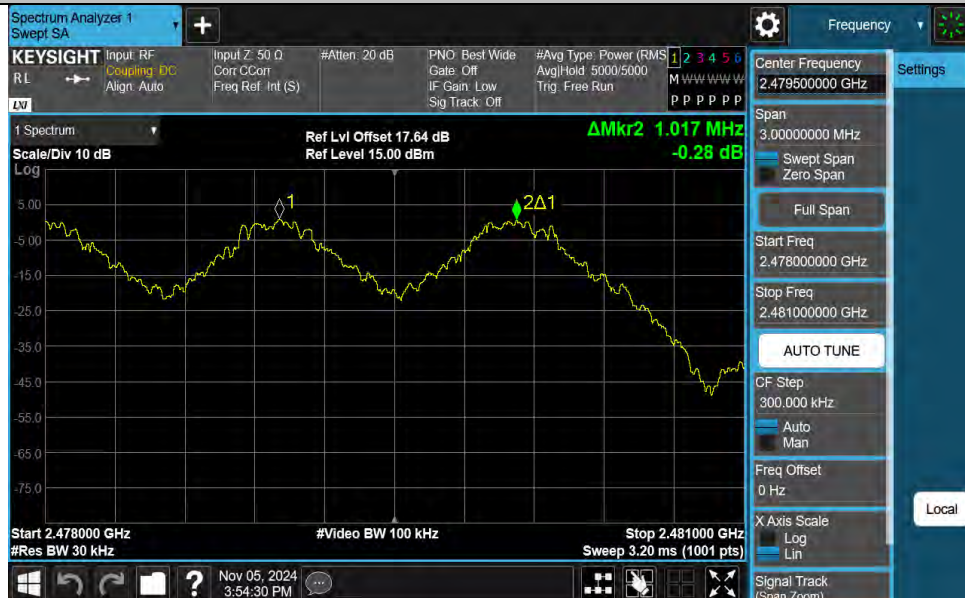 Spectrum Analyzer 1
Swept SA
+
Frequency
KEYSIGHT
RL
LXI
Input: RF
Coupling: DC
Align: Auto
Input Z: 50 Ω
Corr CCorr
Freq Ref: Int (S)
#Atten: 20 dB
PNO: Best Wide
Gate: Off
IF Gain: Low
Sig Track: Off
#Avg Type: Power (RMS
Avg|Hold: 5000/5000
Trig: Free Run
1 2 3 4 5 6
M W W W W W
P P P P P P
1 Spectrum
Scale/Div 10 dB
Log
Ref Lvl Offset 17.64 dB
Ref Level 15.00 dBm
ΔMkr2 1.017 MHz
-0.28 dB
5.00
-5.00
-15.0
-25.0
-35.0
-45.0
-55.0
-65.0
-75.0
1
2Δ1
Start 2.478000 GHz
#Res BW 30 kHz
#Video BW 100 kHz
Stop 2.481000 GHz
Sweep 3.20 ms (1001 pts)
?
Nov 05, 2024
3:54:30 PM
Center Frequency
2.479500000 GHz
Span
3.00000000 MHz
Swept Span
Zero Span
Full Span
Start Freq
2.478000000 GHz
Stop Freq
2.481000000 GHz
AUTO TUNE
CF Step
300.000 kHz
Auto
Man
Freq Offset
0 Hz
X Axis Scale
Log
Lin
Signal Track
(Span Zoom)
Settings
Local